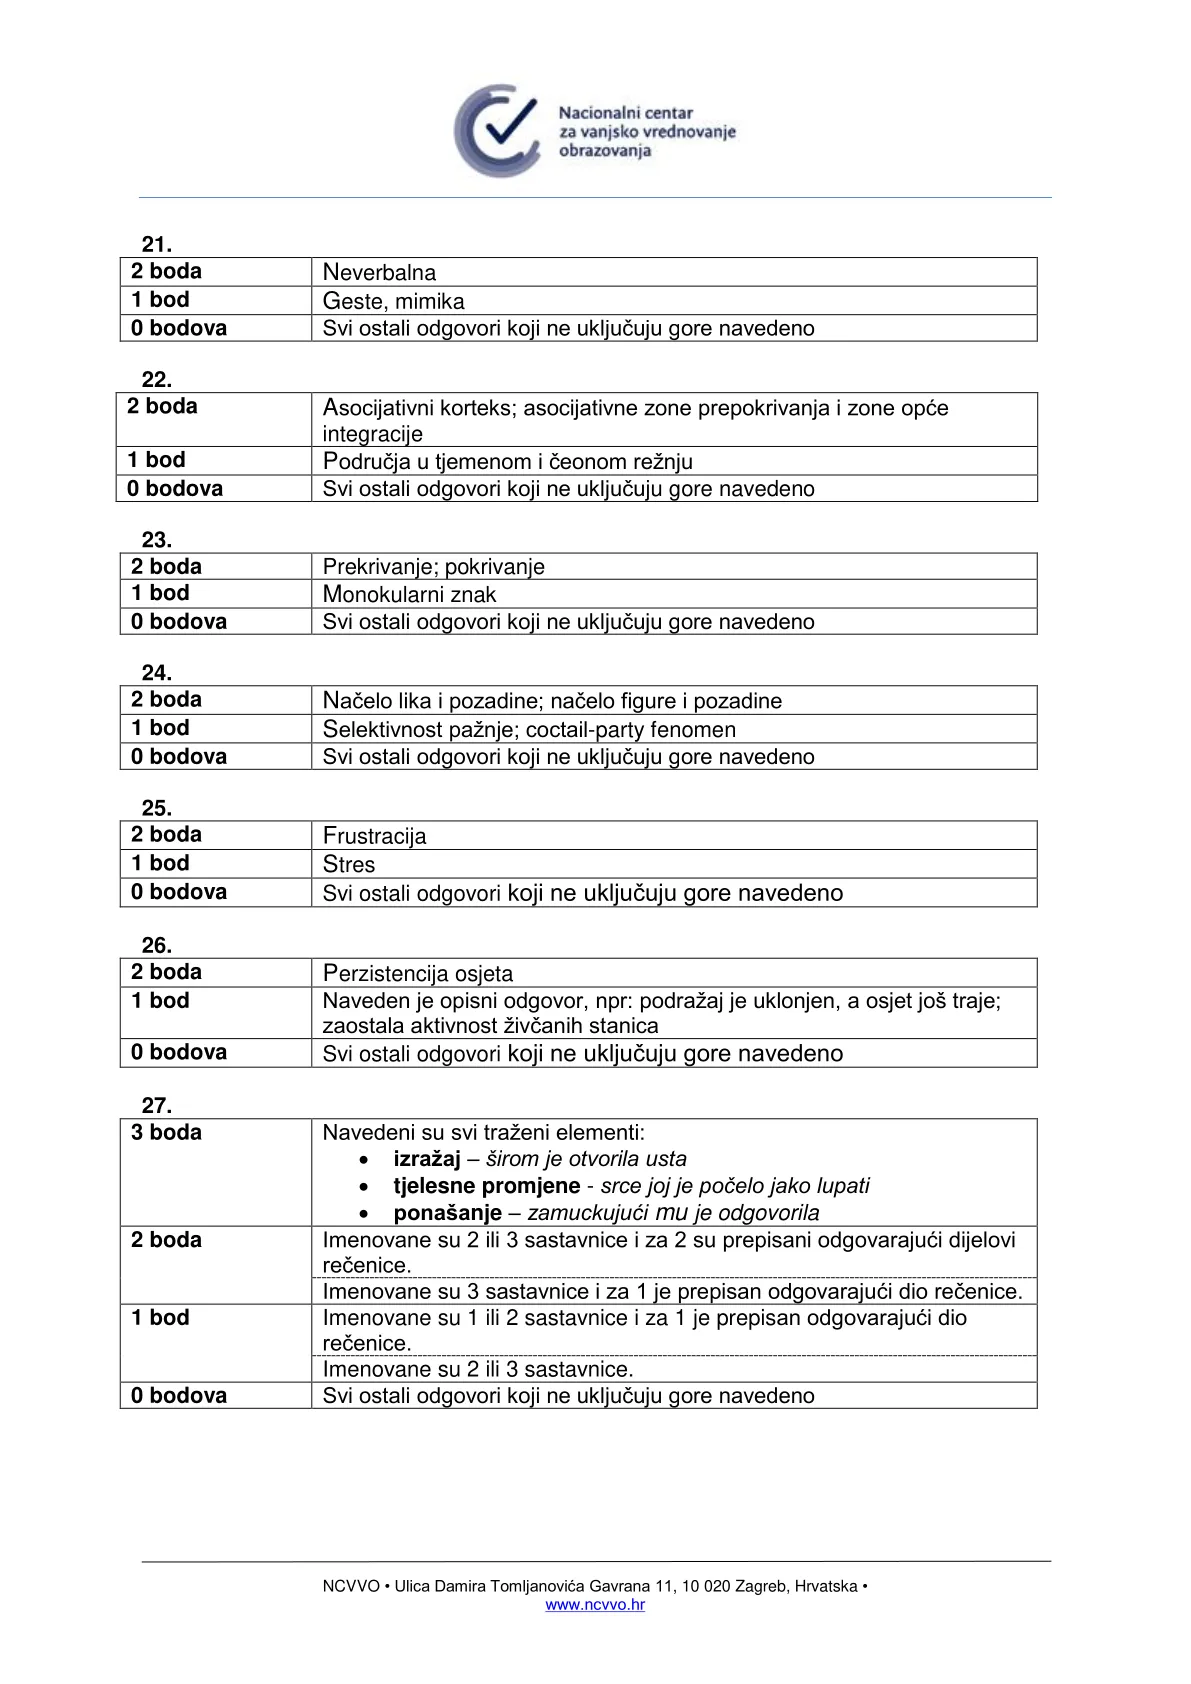 Nacionalni centar
za vanjsko vrednovanje
obrazovanja
21.
2 boda Neverbalna
1 bod Geste, mimika
0 bodova Svi ostali odgovori koji ne uključuju gore navedeno
22.
2 boda Asocijativni korteks; asocijativne zone prepokrivanja i zone opće
integracije
1 bod Područja u tjemenom i čeonom režnju
0 bodova Svi ostali odgovori koji ne uključuju gore navedeno
23.
2 boda Prekrivanje; pokrivanje
1 bod Monokularni znak
0 bodova Svi ostali odgovori koji ne uključuju gore navedeno
24.
2 boda Načelo lika i pozadine; načelo figure i pozadine
1 bod Selektivnost pažnje; coctail-party fenomen
0 bodova Svi ostali odgovori koji ne uključuju gore navedeno
25.
2 boda Frustracija
1 bod Stres
0 bodova Svi ostali odgovori koji ne uključuju gore navedeno
26.
2 boda Perzistencija osjeta
1 bod Naveden je opisni odgovor, npr: podražaj je uklonjen, a osjet još traje;
zaostala aktivnost živčanih stanica
0 bodova Svi ostali odgovori koji ne uključuju gore navedeno
27.
3 boda Navedeni su svi traženi elementi:
• izražaj – širom je otvorila usta
• tjelesne promjene - srce joj je počelo jako lupati
• ponašanje – zamuckujući mu je odgovorila
2 boda Imenovane su 2 ili 3 sastavnice i za 2 su prepisani odgovarajući dijelovi
rečenice.
Imenovane su 3 sastavnice i za 1 je prepisan odgovarajući dio rečenice.
1 bod Imenovane su 1 ili 2 sastavnice i za 1 je prepisan odgovarajući dio
rečenice.
Imenovane su 2 ili 3 sastavnice.
0 bodova Svi ostali odgovori koji ne uključuju gore navedeno
NCVVO • Ulica Damira Tomljanovića Gavrana 11, 10 020 Zagreb, Hrvatska •
www.ncvvo.hr